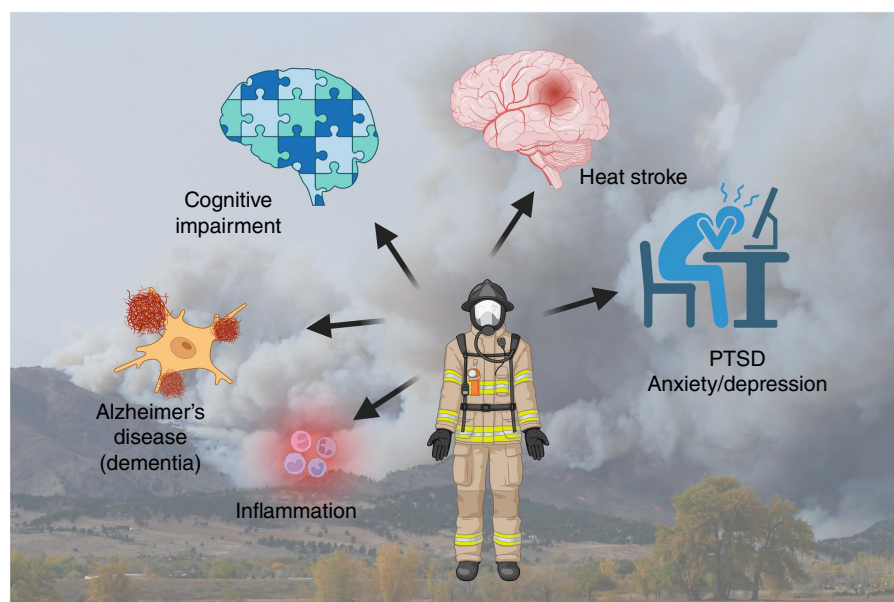 Cognitive
impairment
Heat stroke
PTSD
Anxiety/depression
Alzheimer’s
disease
(dementia)
Inflammation